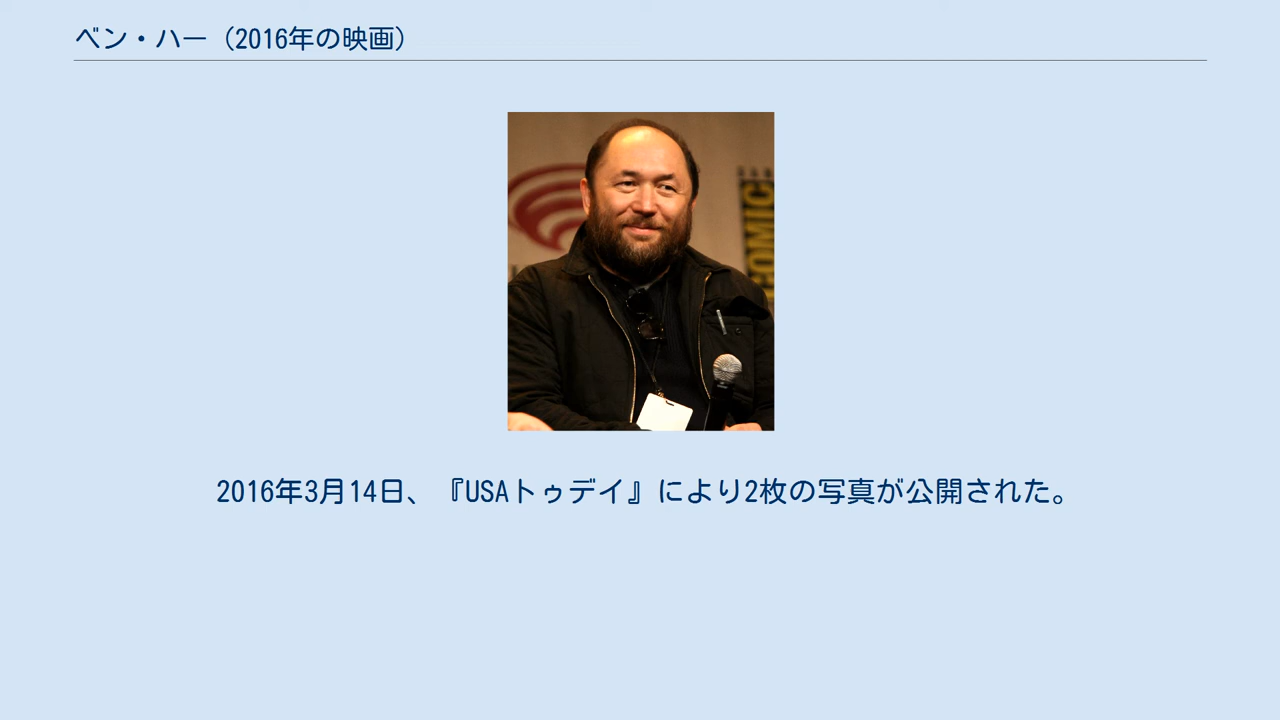 ベン・ハー（2016年の映画）
COMIC
2016年3月14日、『USAトゥデイ』により2枚の写真が公開された。